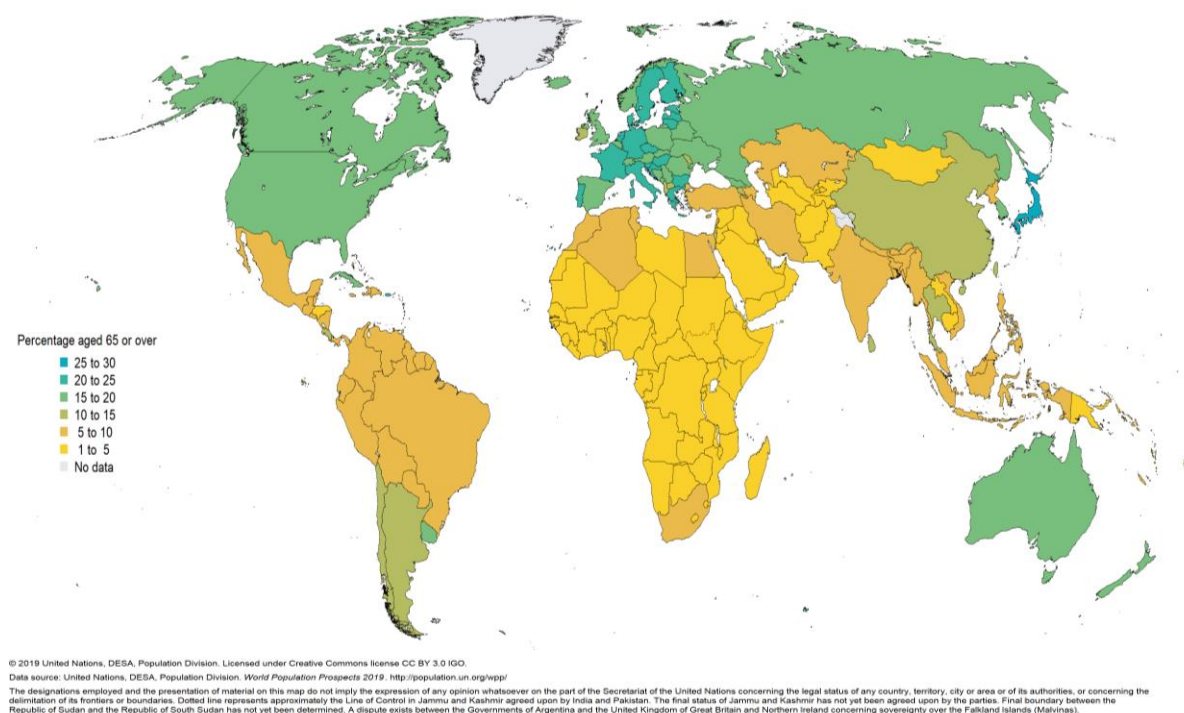 Percentage aged 65 or over
25 to 30
20 to 25
15 to 20
10 to 15
5 to 10
1 to 5
No data
© 2019 United Nations, DESA, Population Division. Licensed under Creative Commons license CC BY 3.0 IGO.
Data source: United Nations, DESA, Population Division. World Population Prospects 2019. http://population.un.org/wpp/
The designations employed and the presentation of material on this map do not imply the expression of any opinion whatsoever on the part of the Secretariat of the United Nations concerning the legal status of any country, territory, city or area or of its authorities, or concerning the
delimitation of its frontiers or boundaries. Dotted line represents approximately the Line of Control in Jammu and Kashmir agreed upon by India and Pakistan. The final status of Jammu and Kashmir has not yet been agreed upon by the parties. Final boundary between the
Republic of Sudan and the Republic of South Sudan has not yet been determined. A dispute exists between the Governments of Argentina and the United Kingdom of Great Britain and Northern Ireland concerning sovereignty over the Falkland Islands (Malvinas).